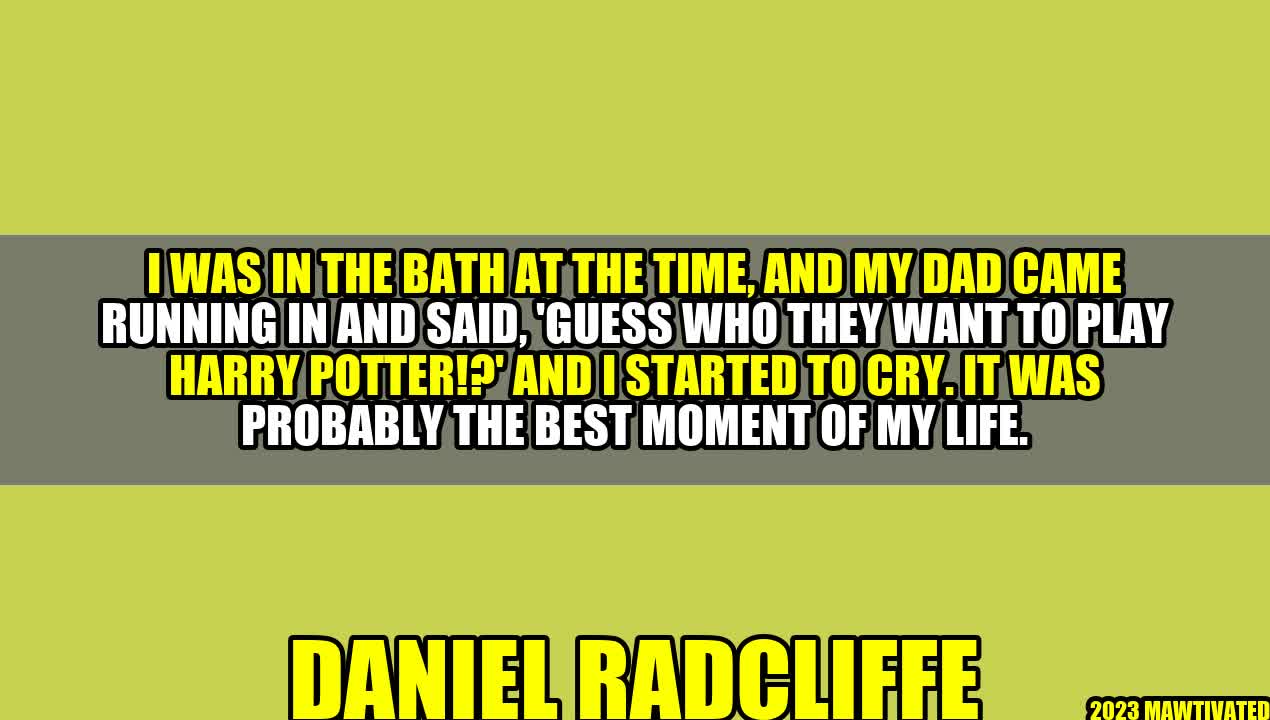 I WAS IN THE BATH AT THE TIME, AND MY DAD CAME
RUNNING IN AND SAID, 'GUESS WHO THEY WANT TO PLAY
HARRY POTTER!?' AND I STARTED TO CRY. IT WAS
PROBABLY THE BEST MOMENT OF MY LIFE.
DANIEL RADCLIFFE
2023 MAWTIVATED